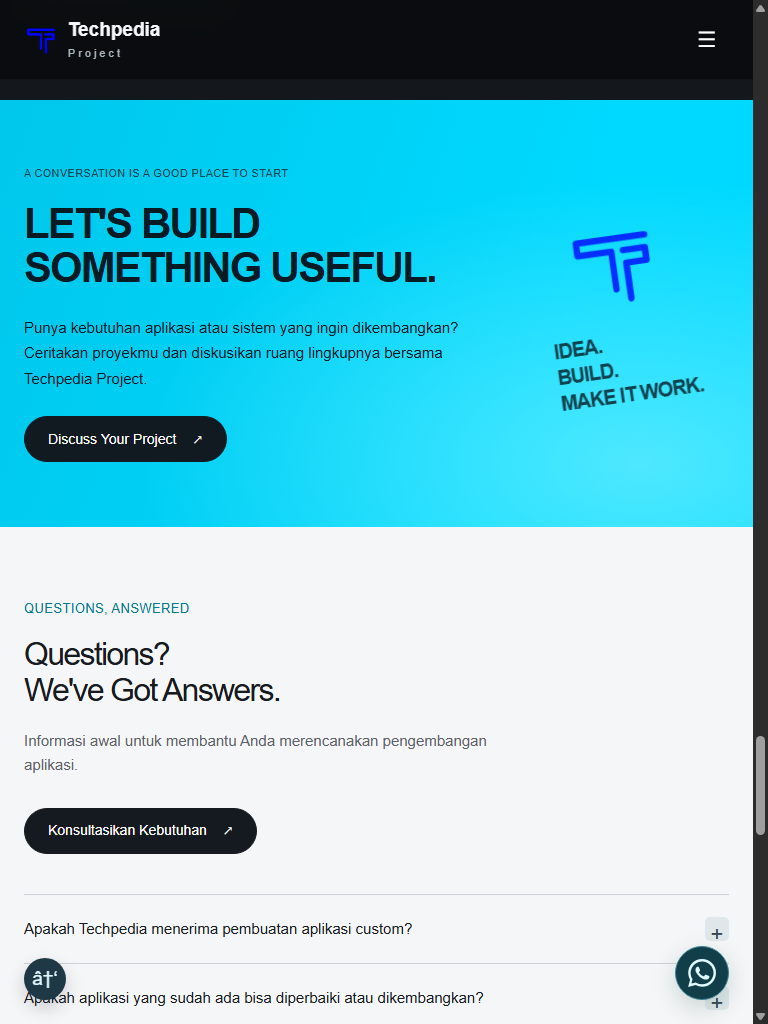 Techpedia
Project
☰
A CONVERSATION IS A GOOD PLACE TO START
LET'S BUILD
SOMETHING USEFUL.
Punya kebutuhan aplikasi atau sistem yang ingin dikembangkan?
Ceritakan proyekmu dan diskusikan ruang lingkupnya bersama
Techpedia Project.
Discuss Your Project ↗
IDEA.
BUILD.
MAKE IT WORK.
QUESTIONS, ANSWERED
Questions?
We've Got Answers.
Informasi awal untuk membantu Anda merencanakan pengembangan
aplikasi.
Konsultasikan Kebutuhan ↗
Apakah Techpedia menerima pembuatan aplikasi custom? +
â†‘
Apakah aplikasi yang sudah ada bisa diperbaiki atau dikembangkan? +